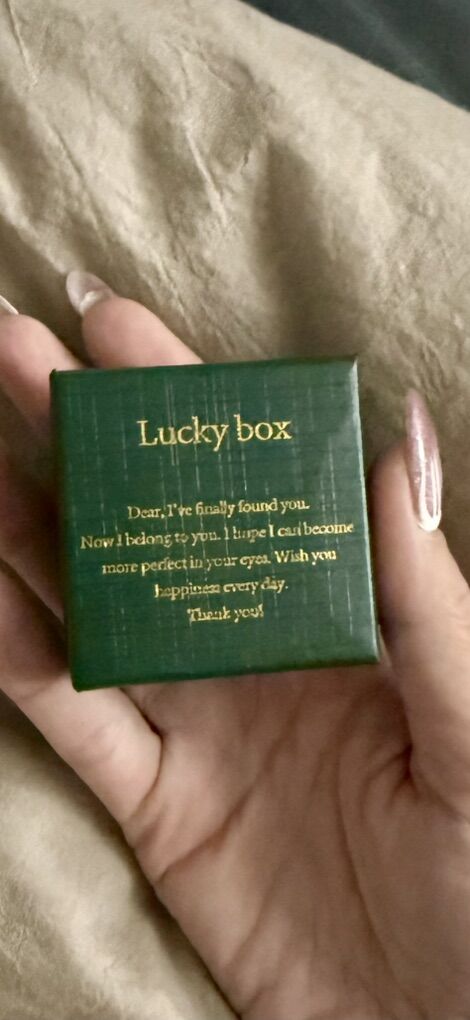 Lucky box
Dear, I've finally found you.
Now I belong to you. I hope I can become
more perfect in your eyes. Wish you
happiness every day.
Thank you!